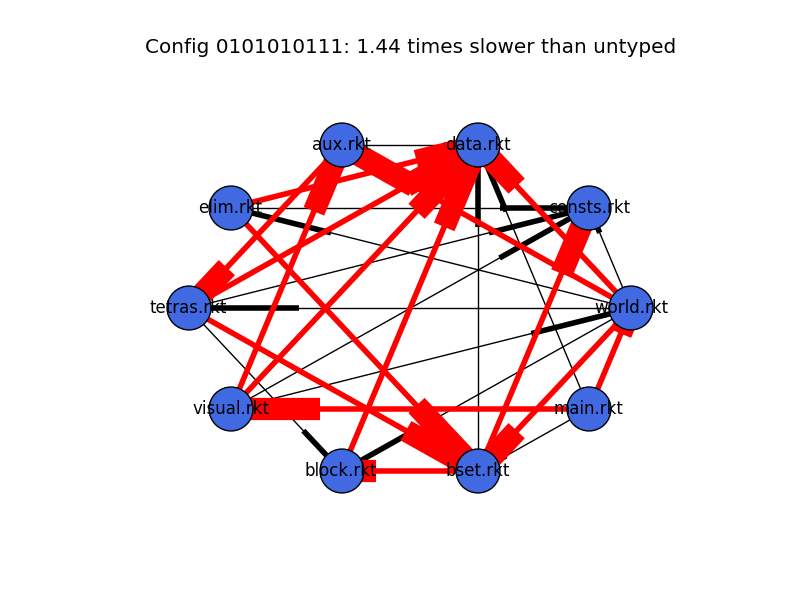 Config 0101010111: 1.44 times slower than untyped
aux.rkt
data.rkt
elim.rkt
consts.rkt
tetras.rkt
world.rkt
visual.rkt
main.rkt
block.rkt
bset.rkt